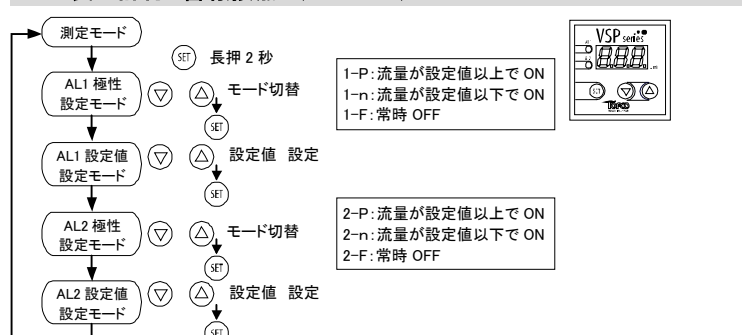 測定モード
SET 長押 2 秒
AL1 極性
設定モード
モード切替
SET
1-P:流量が設定値以上で ON
1-n:流量が設定値以下で ON
1-F:常時 OFF
VSP series
SET
AL1 設定値
設定モード
設定値 設定
SET
AL2 極性
設定モード
モード切替
SET
2-P:流量が設定値以上で ON
2-n:流量が設定値以下で ON
2-F:常時 OFF
AL2 設定値
設定モード
設定値 設定
SET